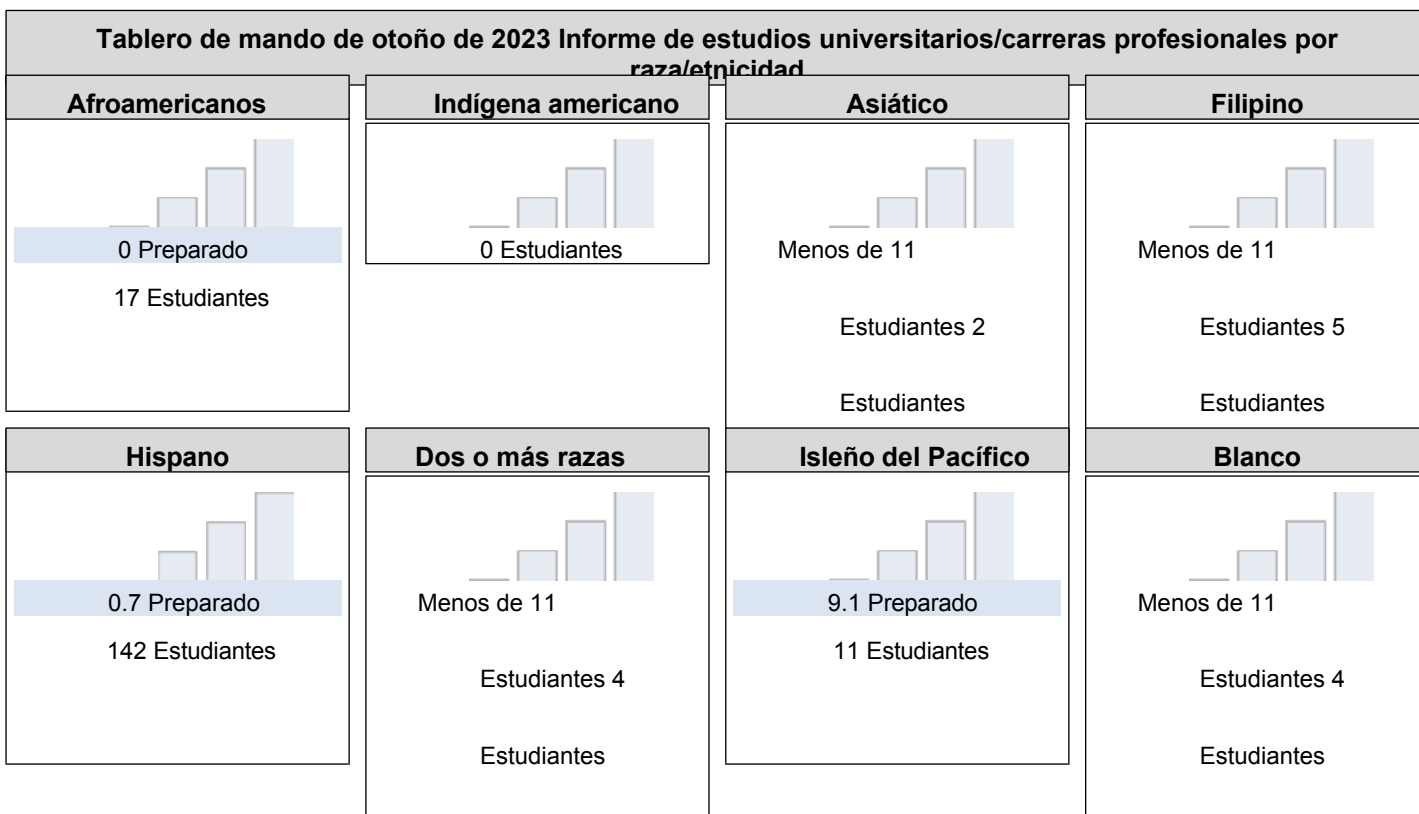 Tablero de mando de otoño de 2023 Informe de estudios universitarios/carreras profesionales por
raza/etnicidad
Afroamericanos
0 Preparado
17 Estudiantes
Indígena americano
0 Estudiantes
Asiático
Menos de 11
Estudiantes 2
Estudiantes
Filipino
Menos de 11
Estudiantes 5
Estudiantes
Hispano
0.7 Preparado
142 Estudiantes
Dos o más razas
Menos de 11
Estudiantes 4
Estudiantes
Isleño del Pacífico
9.1 Preparado
11 Estudiantes
Blanco
Menos de 11
Estudiantes 4
Estudiantes